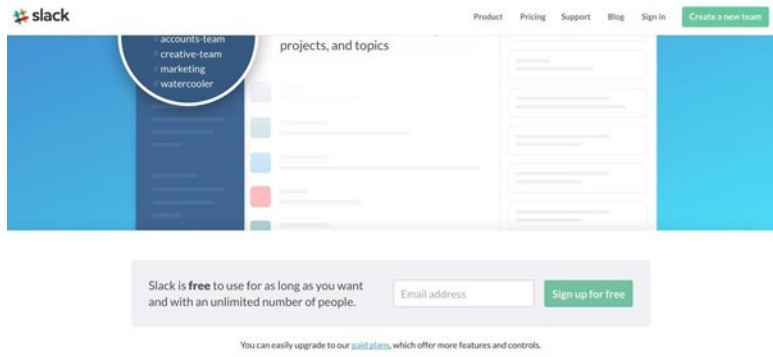 slack
Product Pricing Support Blog Sign in Create a new team
# accounts-team
# creative-team
# marketing
# watercooler
projects, and topics
Slack is free to use for as long as you want
and with an unlimited number of people.
Email address
Sign up for free
You can easily upgrade to our paid plans, which offer more features and controls.